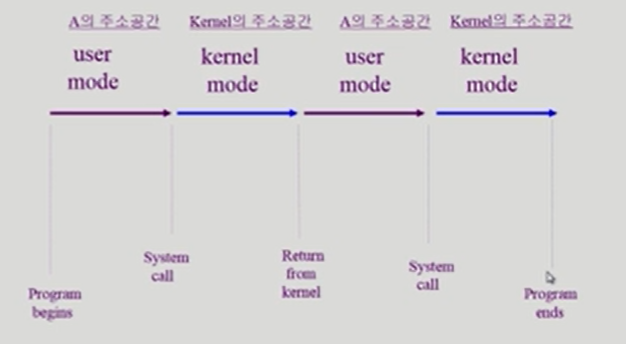 A의 주소공간
Kernel의 주소공간
A의 주소공간
Kernel의 주소공간
user
mode
kernel
mode
user
mode
kernel
mode
System
call
Return
from
kernel
System
call
Program
begins
Program
ends